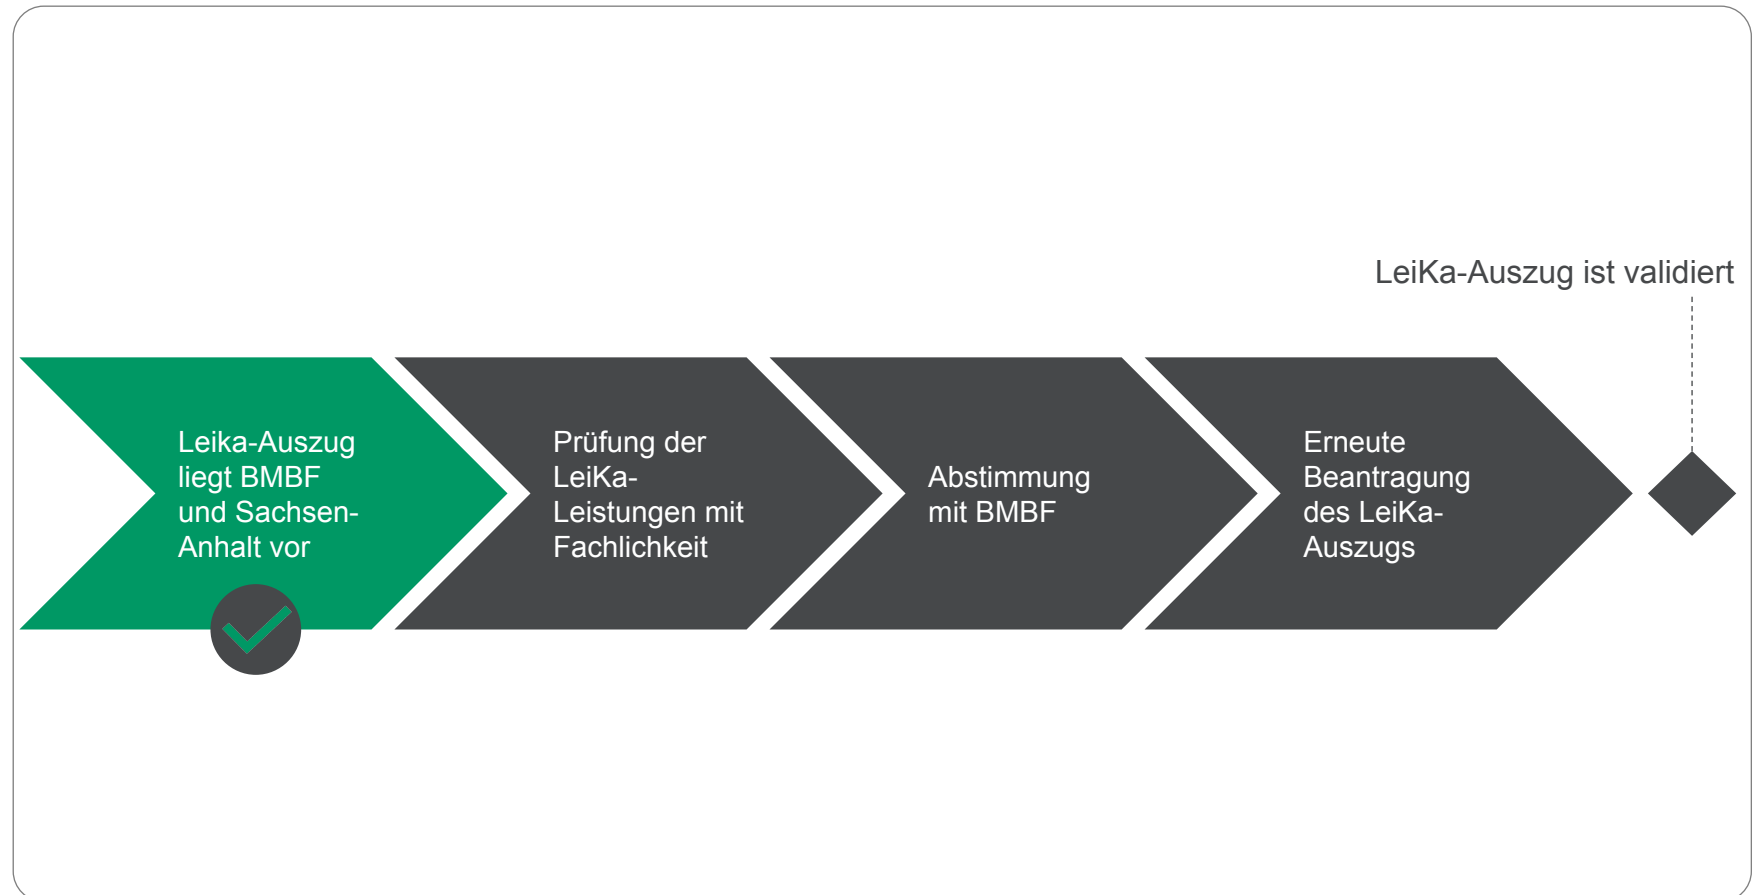 LeiKa-Auszug ist validiert
Leika-Auszug
liegt BMBF
und Sachsen-
Anhalt vor
Prüfung der
LeiKa-
Leistungen mit
Fachlichkeit
Abstimmung
mit BMBF
Erneute
Beantragung
des LeiKa-
Auszugs